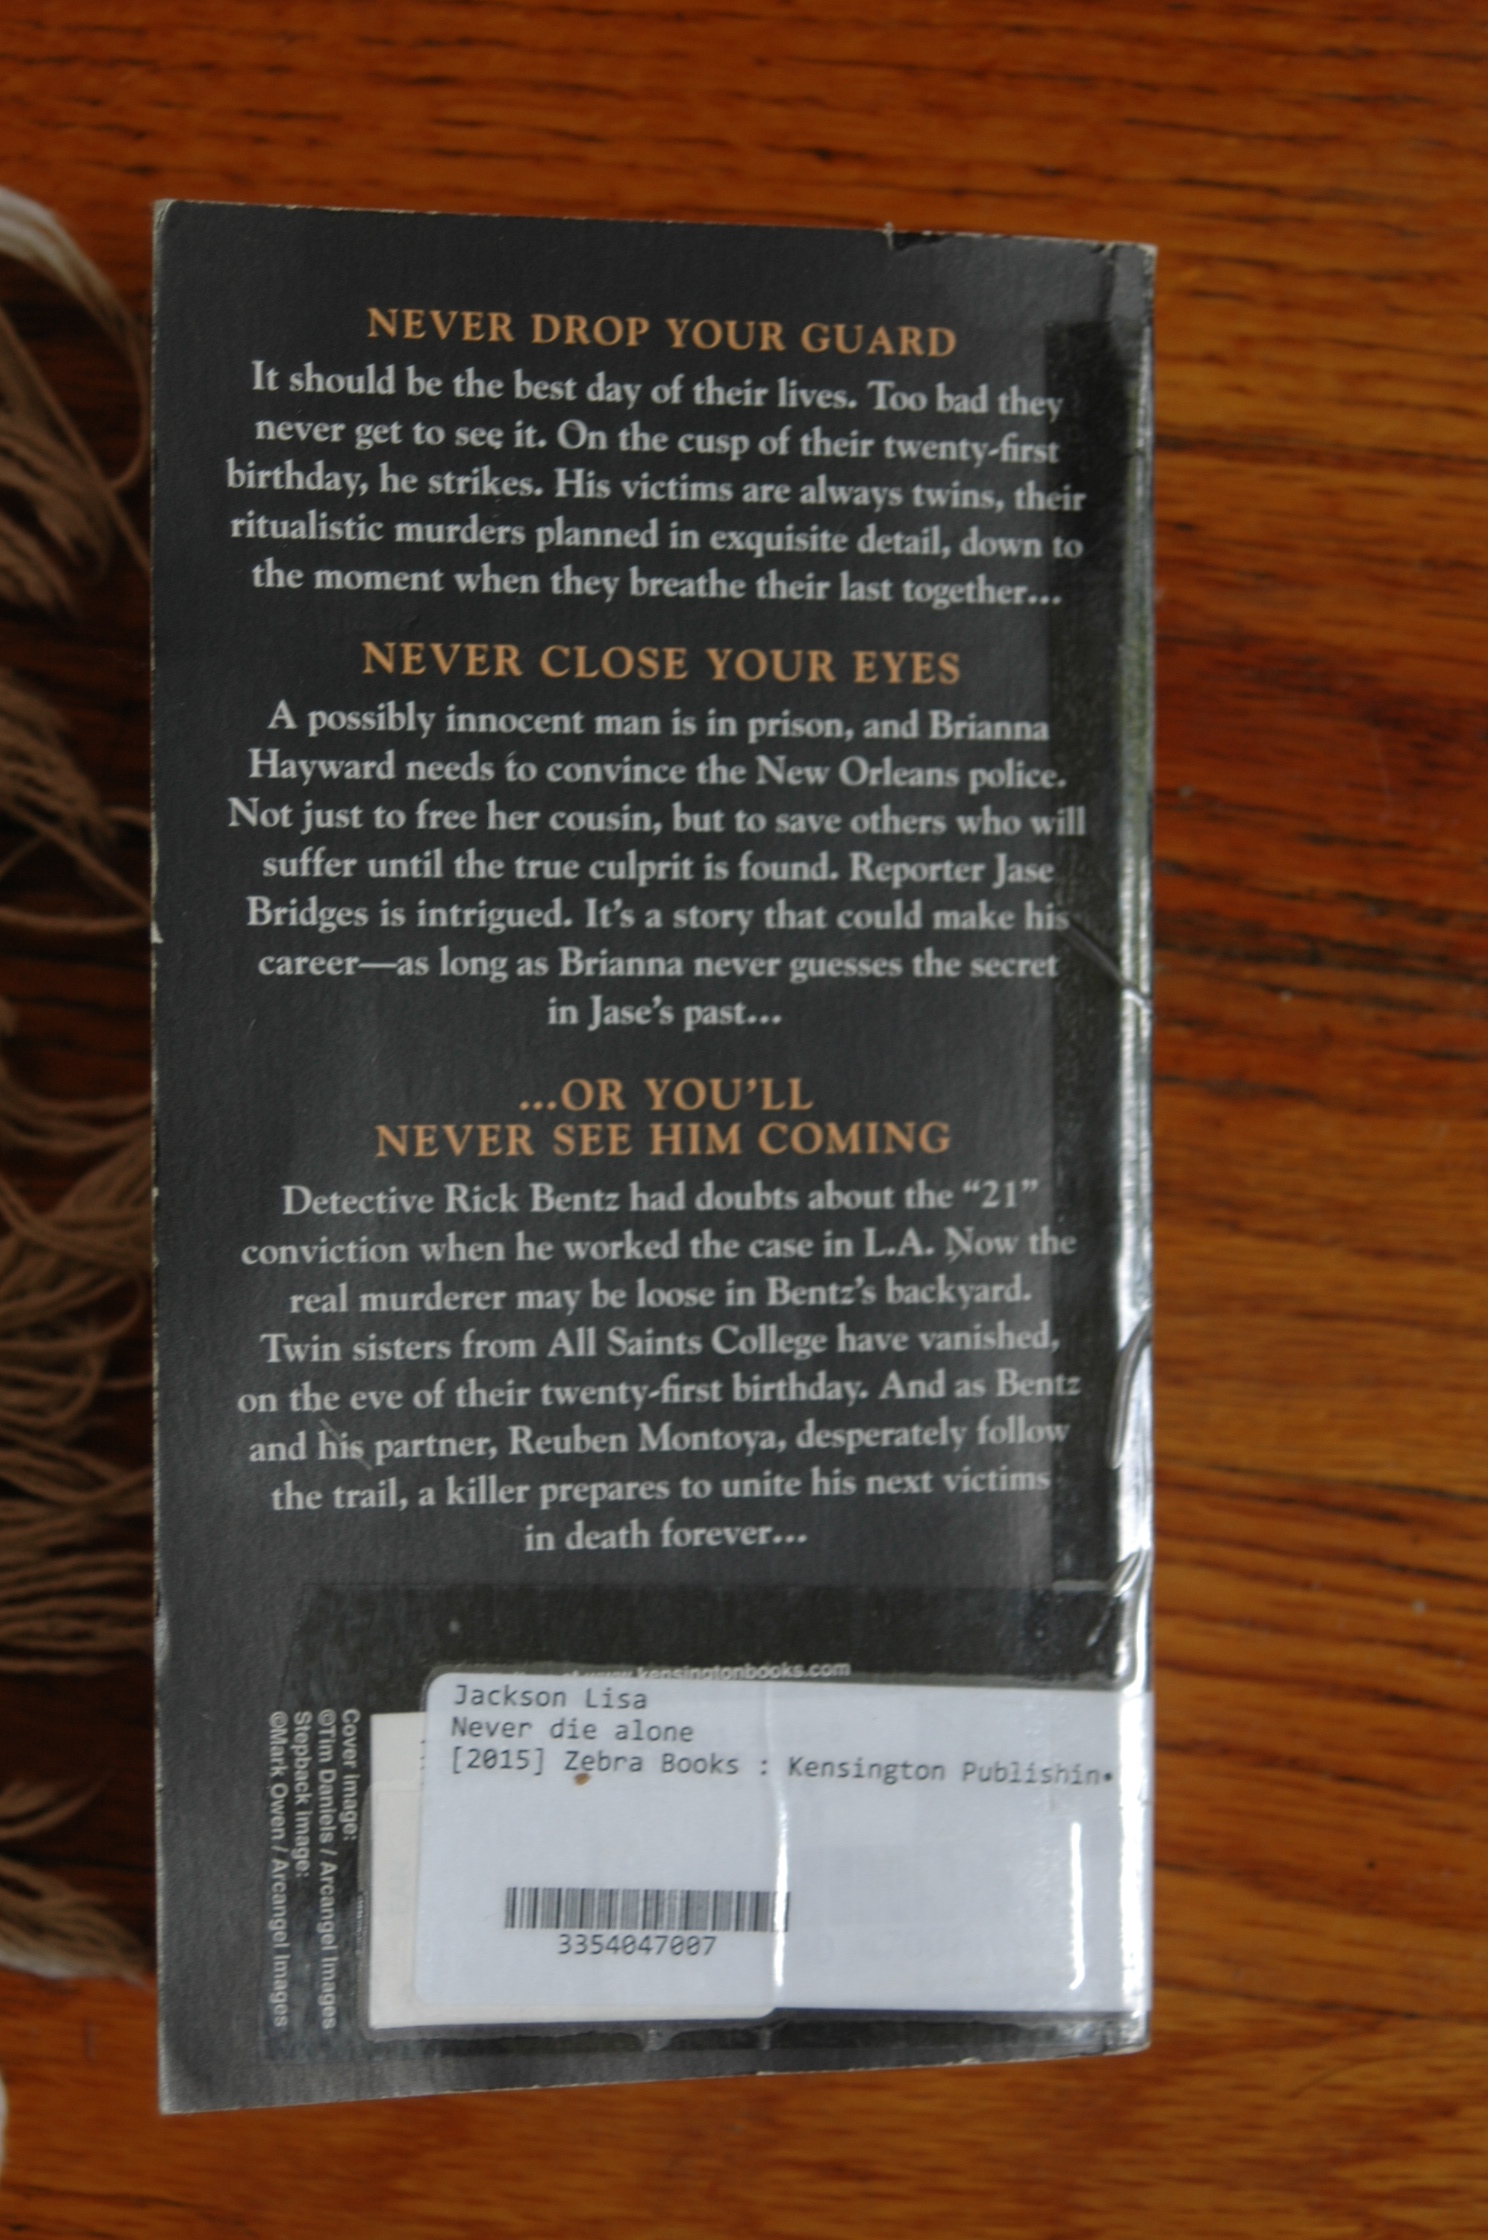 NEVER DROP YOUR GUARD
It should be the best day of their lives. Too bad they
never get to see it. On the cusp of their twenty-first
birthday, he strikes. His victims are always twins, their
ritualistic murders planned in exquisite detail, down to
the moment when they breathe their last together...
NEVER CLOSE YOUR EYES
A possibly innocent man is in prison, and Brianna
Hayward needs to convince the New Orleans police.
Not just to free her cousin, but to save others who will
suffer until the true culprit is found. Reporter Jase
Bridges is intrigued. It's a story that could make his
career—as long as Brianna never guesses the secret
in Jase's past...
...OR YOU'LL
NEVER SEE HIM COMING
Detective Rick Bentz had doubts about the “21”
conviction when he worked the case in L.A. Now the
real murderer may be loose in Bentz's backyard.
Twin sisters from All Saints College have vanished,
on the eve of their twenty-first birthday. And as Bentz
and his partner, Reuben Montoya, desperately follow
the trail, a killer prepares to unite his next victims
in death forever...
www.kensingtonbooks.com
Jackson Lisa
Never die alone
[2015] Zebra Books : Kensington Publishin•
3354047007
Cover image:
©Tim Daniels / Arcangel Images
Stepback image:
©Mark Owen / Arcangel Images